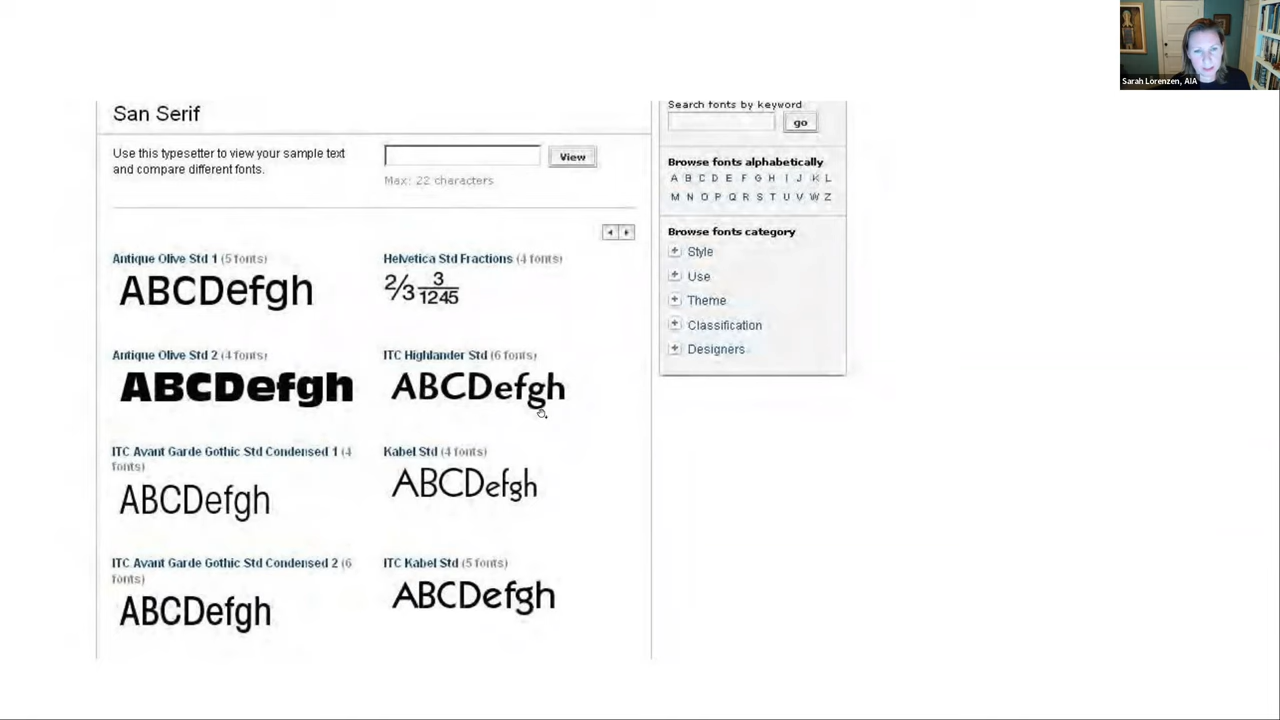 Sarah Lorenzen, AIA
San Serif
Use this typesetter to view your sample text
and compare different fonts.
View
Max: 22 characters
Antique Olive Std 1 (5 fonts)
ABCDefgh
Helvetica Std Fractions (4 fonts)
2/3 3/1245
Antique Olive Std 2 (4 fonts)
ABCDefgh
ITC Highlander Std (6 fonts)
ABCDefgh
ITC Avant Garde Gothic Std Condensed 1 (4
fonts)
ABCDefgh
Kabel Std (4 fonts)
ABCDefgh
ITC Avant Garde Gothic Std Condensed 2 (6
fonts)
ABCDefgh
ITC Kabel Std (5 fonts)
ABCDefgh
Search fonts by keyword
go
Browse fonts alphabetically
A B C D E F G H I J K L
M N O P Q R S T U V W Z
Browse fonts category
+ Style
+ Use
+ Theme
+ Classification
+ Designers